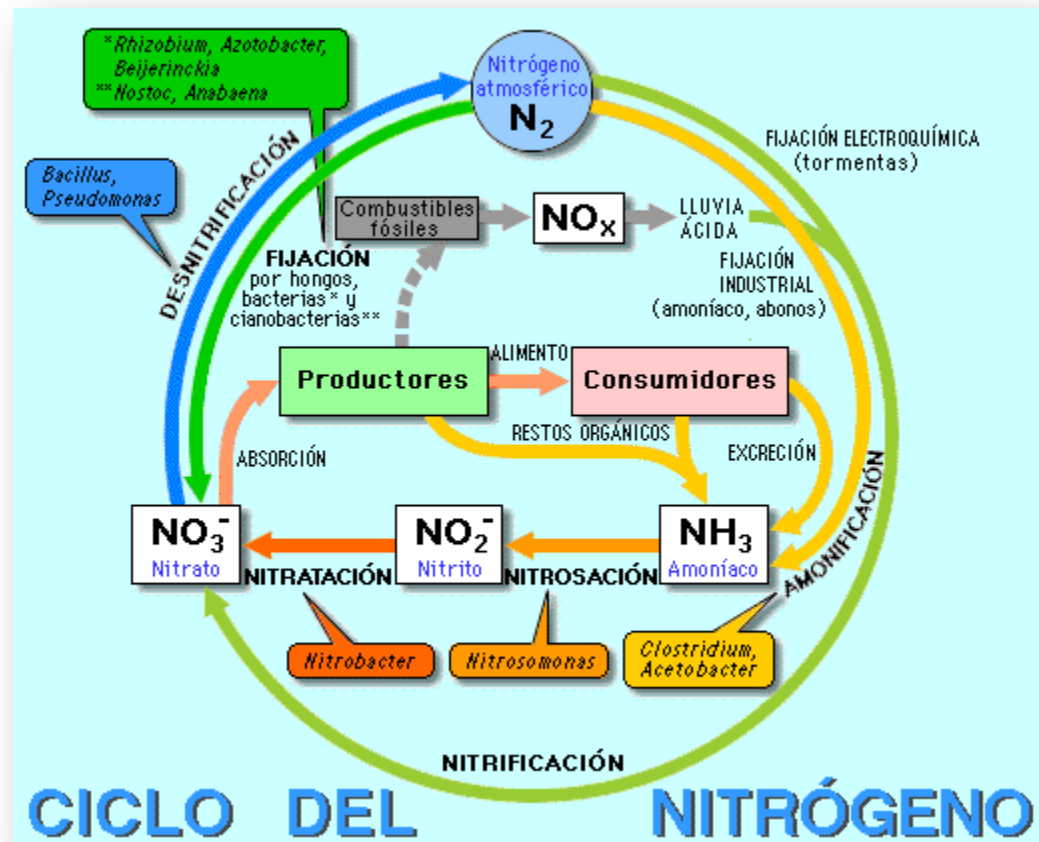 *Rhizobium, Azotobacter,
Beijerinckia
**Nostoc, Anabaena
Nitrógeno
atmosférico
N₂
FIJACIÓN ELECTROQUÍMICA
(tormentas)
Bacillus,
Pseudomonas
DESNITRIFICACIÓN
Combustibles
fósiles
NOₓ
LLUVIA
ÁCIDA
FIJACIÓN
por hongos,
bacterias* y
cianobacterias**
FIJACIÓN
INDUSTRIAL
(amoníaco, abonos)
Productores
ALIMENTO
Consumidores
ABSORCIÓN
RESTOS ORGÁNICOS
EXCRECIÓN
AMONIFICACIÓN
NO₃⁻
Nitrato
NITRATACIÓN
NO₂⁻
Nitrito
NITROSACIÓN
NH₃
Amoníaco
Nitrobacter
Nitrosomonas
Clostridium,
Acetobacter
NITRIFICACIÓN
CICLO DEL NITRÓGENO